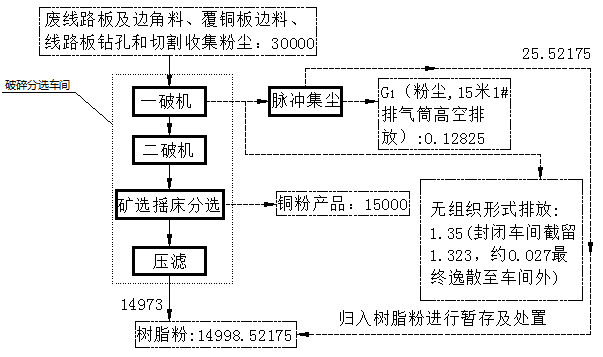 废线路板及边角料、覆铜板边料、
线路板钻孔和切割收集粉尘：30000
25.52175
破碎分选车间
一破机
脉冲集尘
G1（粉尘,15米1#
排气筒高空排
放）:0.12825
二破机
矿选摇床分选
铜粉产品：15000
无组织形式排放:
1.35(封闭车间截留
1.323, 约0.027最
终逸散至车间外)
压滤
14973
归入树脂粉进行暂存及处置
树脂粉:14998.52175